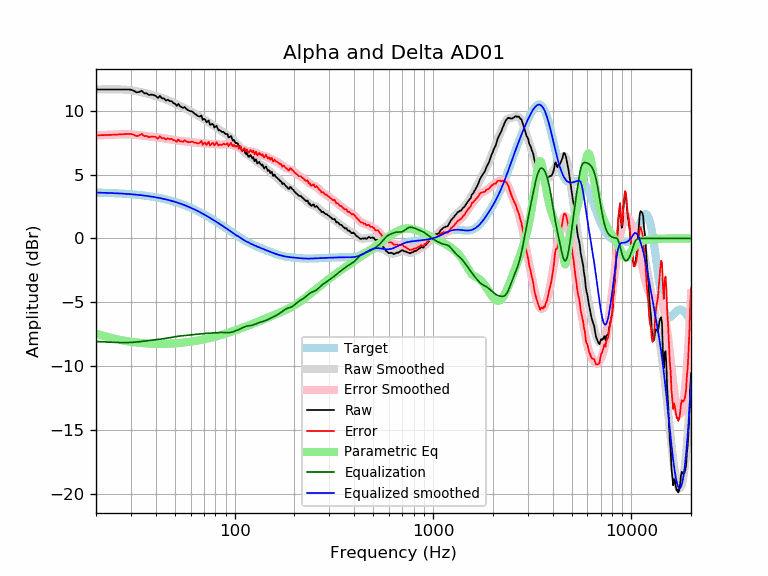 Alpha and Delta AD01
Amplitude (dBr)
10
5
0
−5
−10
−15
−20
Target
Raw Smoothed
Error Smoothed
Raw
Error
Parametric Eq
Equalization
Equalized smoothed
100
1000
10000
Frequency (Hz)